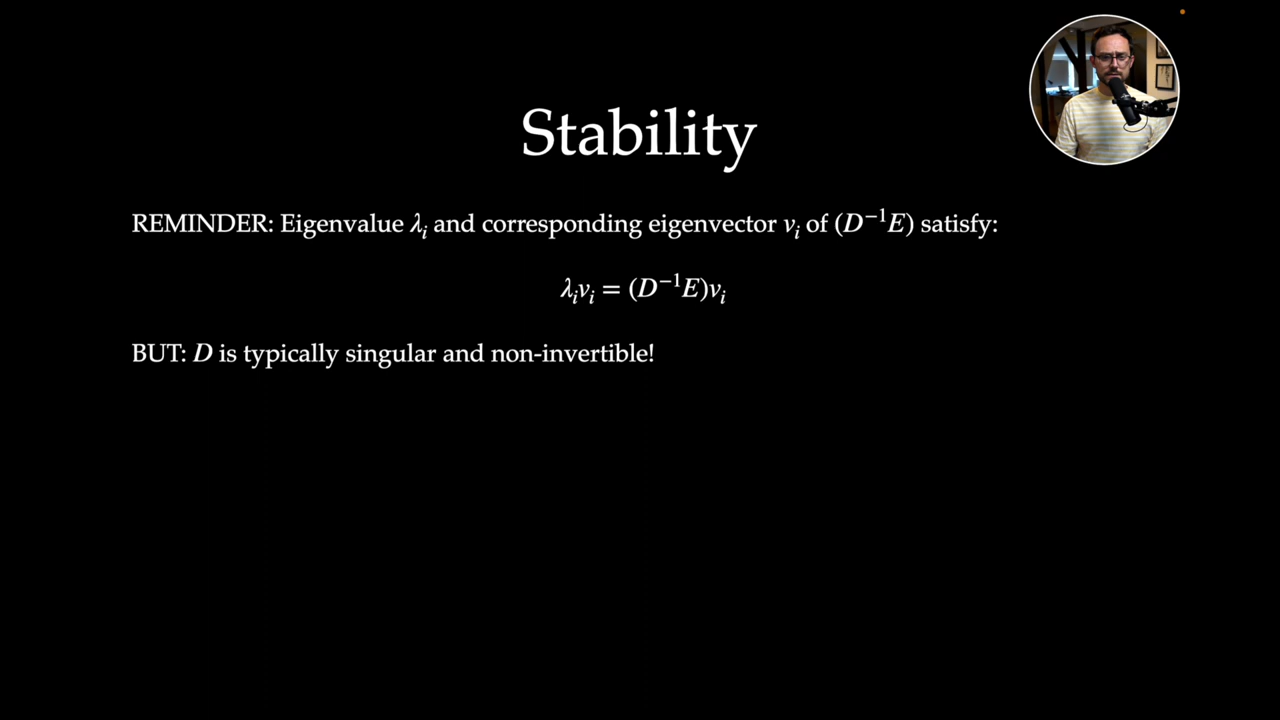 Stability
REMINDER: Eigenvalue λᵢ and corresponding eigenvector vᵢ of (D⁻¹E) satisfy:
λᵢvᵢ = (D⁻¹E)vᵢ
BUT: D is typically singular and non-invertible!